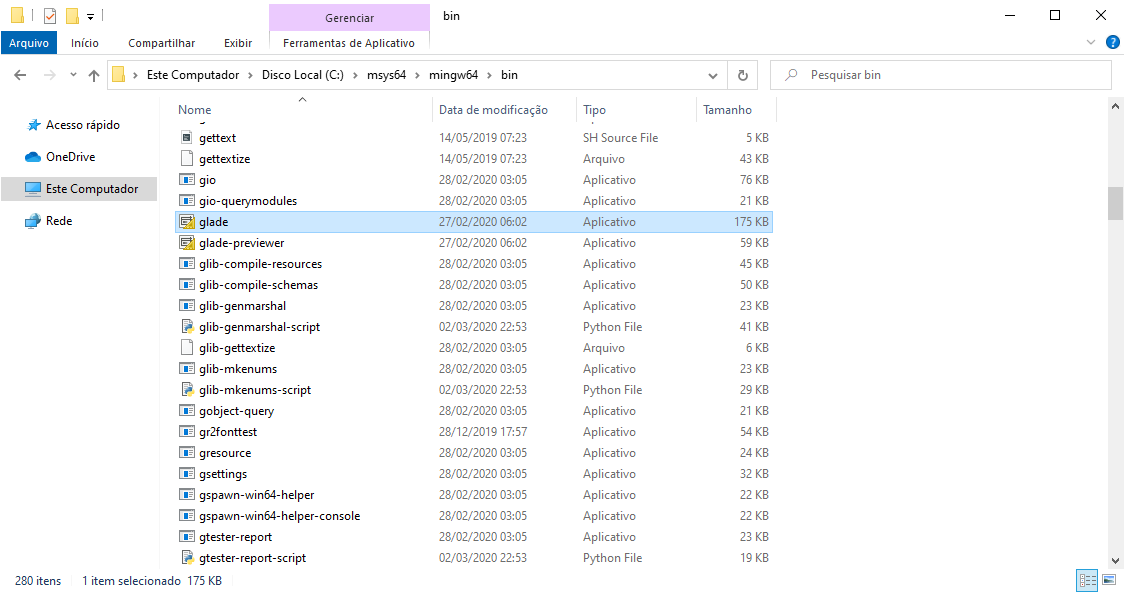 Gerenciar
bin
Arquivo
Início
Compartilhar
Exibir
Ferramentas de Aplicativo
Este Computador
Disco Local (C:)
msys64
mingw64
bin
Pesquisar bin
Acesso rápido
OneDrive
Este Computador
Rede
Nome Data de modificação Tipo Tamanho
gettext 14/05/2019 07:23 SH Source File 5 KB
gettextize 14/05/2019 07:23 Arquivo 43 KB
gio 28/02/2020 03:05 Aplicativo 76 KB
gio-querymodules 28/02/2020 03:05 Aplicativo 21 KB
glade 27/02/2020 06:02 Aplicativo 175 KB
glade-previewer 27/02/2020 06:02 Aplicativo 59 KB
glib-compile-resources 28/02/2020 03:05 Aplicativo 45 KB
glib-compile-schemas 28/02/2020 03:05 Aplicativo 50 KB
glib-genmarshal 28/02/2020 03:05 Aplicativo 23 KB
glib-genmarshal-script 02/03/2020 22:53 Python File 41 KB
glib-gettextize 28/02/2020 03:05 Arquivo 6 KB
glib-mkenums 28/02/2020 03:05 Aplicativo 23 KB
glib-mkenums-script 02/03/2020 22:53 Python File 29 KB
gobject-query 28/02/2020 03:05 Aplicativo 21 KB
gr2fonttest 28/12/2019 17:57 Aplicativo 54 KB
gresource 28/02/2020 03:05 Aplicativo 24 KB
gsettings 28/02/2020 03:05 Aplicativo 32 KB
gspawn-win64-helper 28/02/2020 03:05 Aplicativo 22 KB
gspawn-win64-helper-console 28/02/2020 03:05 Aplicativo 22 KB
gtester-report 28/02/2020 03:05 Aplicativo 23 KB
gtester-report-script 02/03/2020 22:53 Python File 19 KB
280 itens 1 item selecionado 175 KB